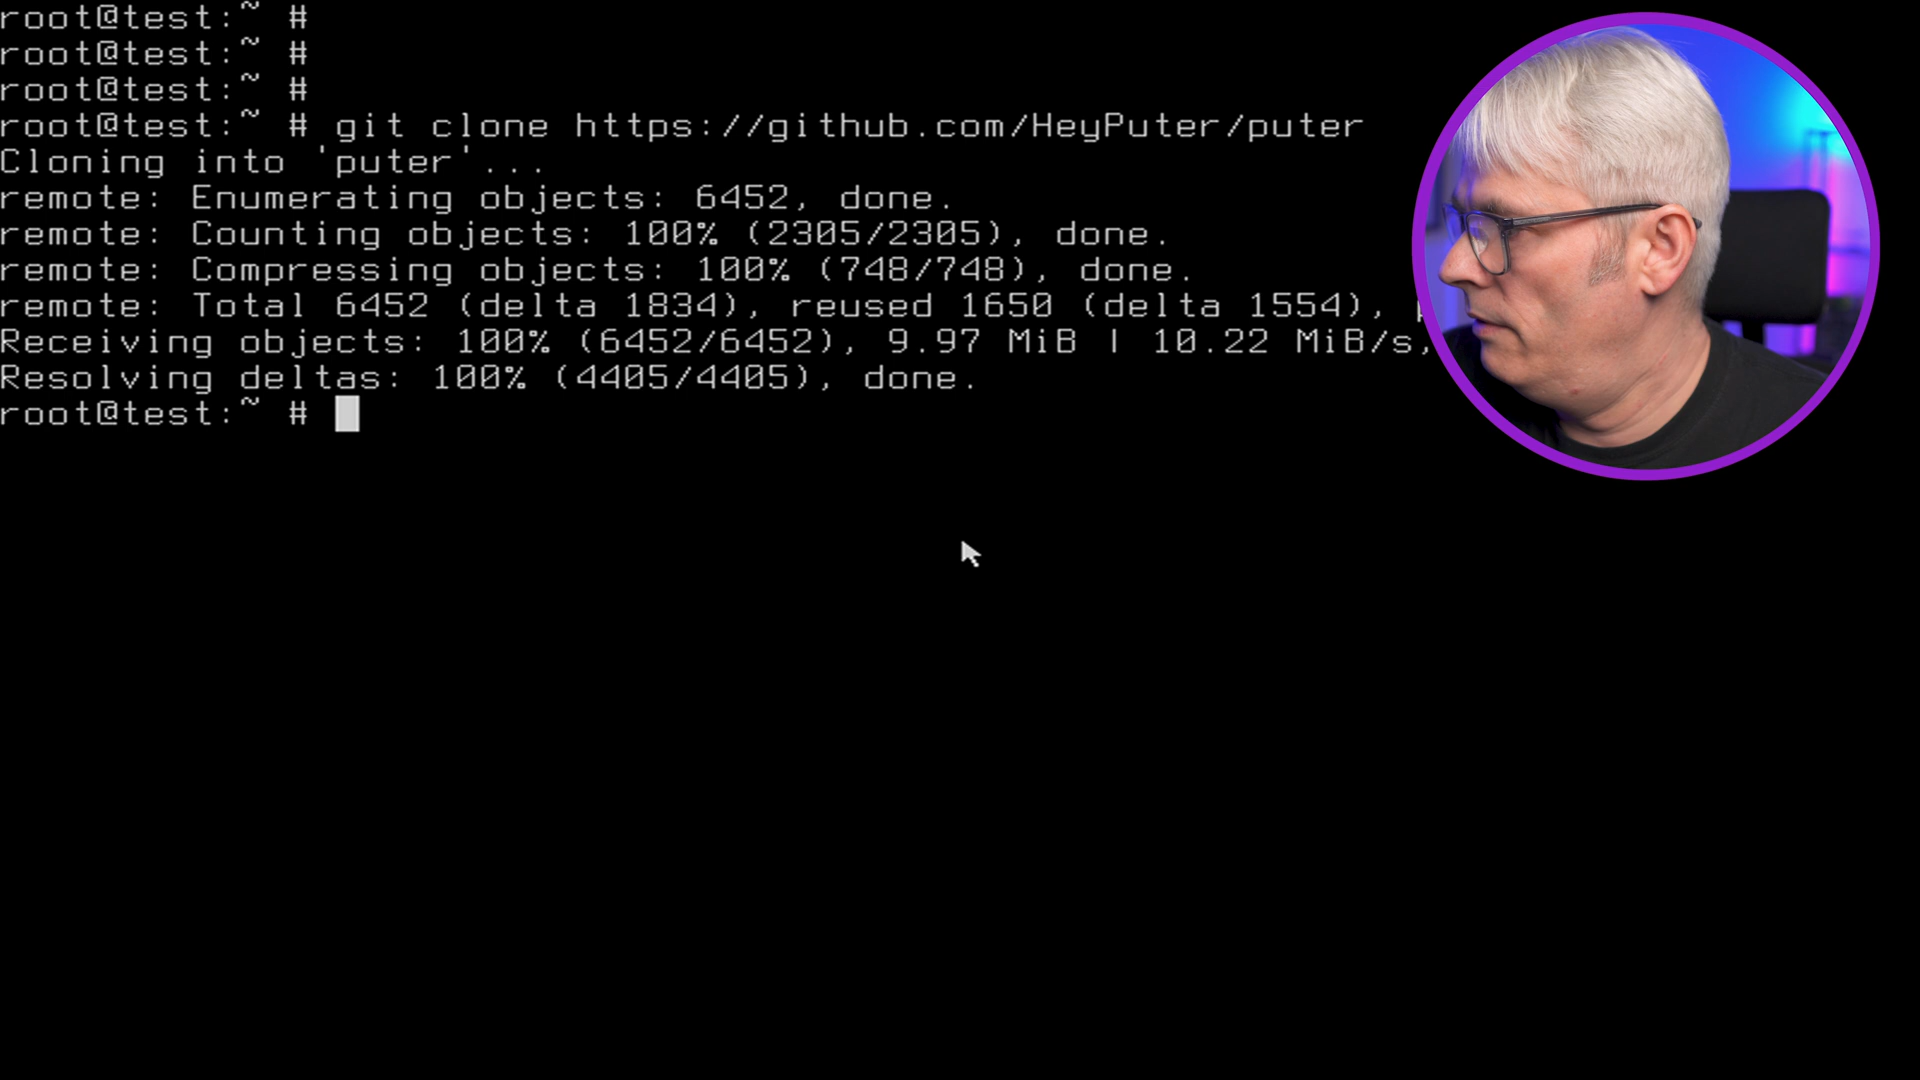 root@test:~ #
root@test:~ #
root@test:~ #
root@test:~ # git clone https://github.com/HeyPuter/puter
Cloning into 'puter'...
remote: Enumerating objects: 6452, done.
remote: Counting objects: 100% (2305/2305), done.
remote: Compressing objects: 100% (748/748), done.
remote: Total 6452 (delta 1834), reused 1650 (delta 1554),
Receiving objects: 100% (6452/6452), 9.97 MiB | 10.22 MiB/s,
Resolving deltas: 100% (4405/4405), done.
root@test:~ #